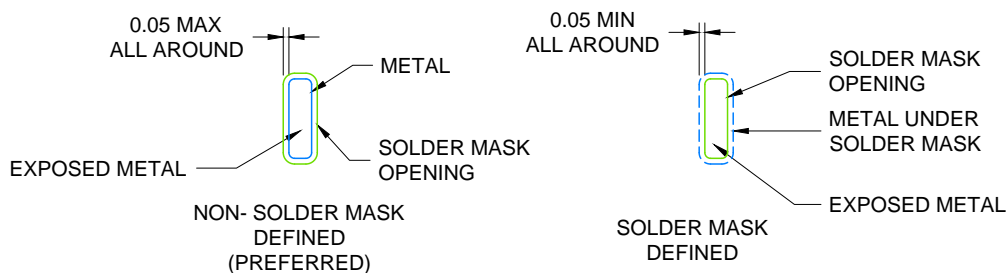 0.05 MAX
ALL AROUND
METAL
EXPOSED METAL
SOLDER MASK
OPENING
NON- SOLDER MASK
DEFINED
(PREFERRED)
0.05 MIN
ALL AROUND
SOLDER MASK
OPENING
METAL UNDER
SOLDER MASK
EXPOSED METAL
SOLDER MASK
DEFINED